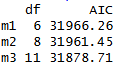 df AIC
m1 6 31966.26
m2 8 31961.45
m3 11 31878.71